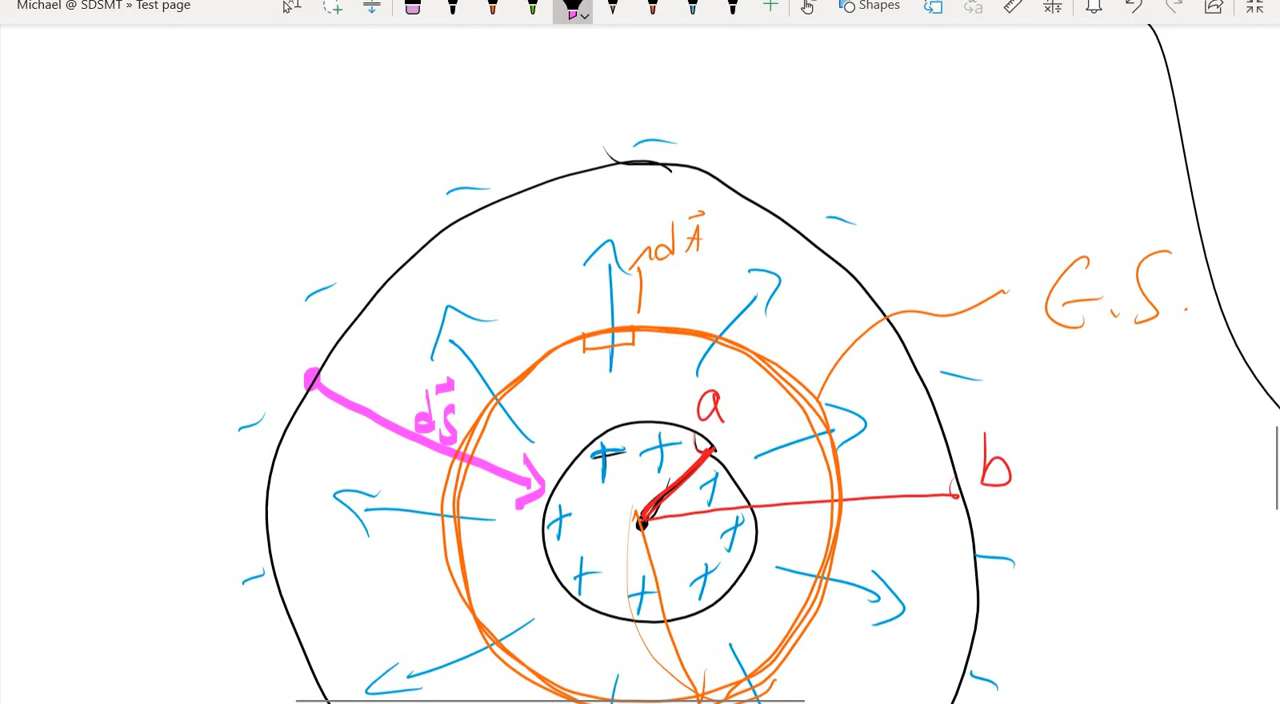 Michael @ SDSMT » Test page
Shapes
dA⃗
G.S.
a
dS⃗
b